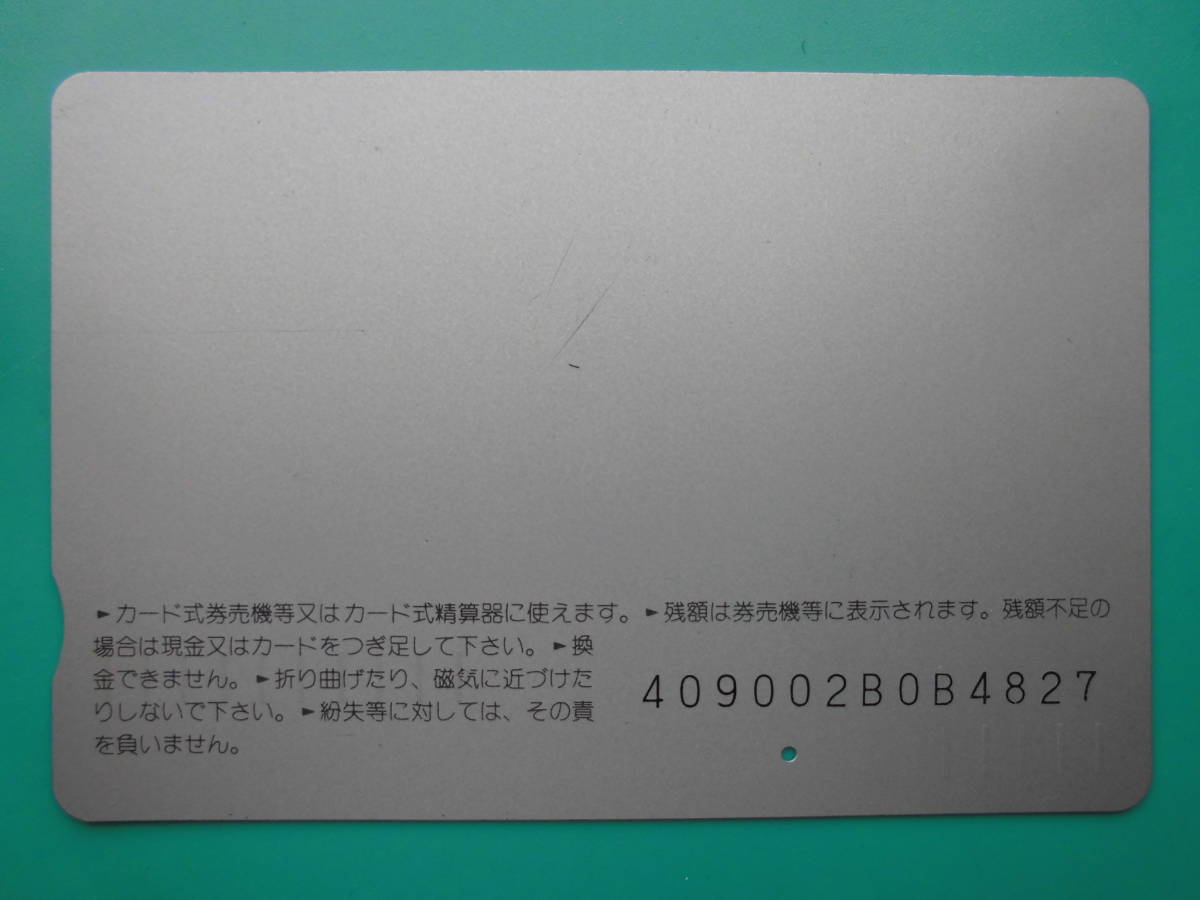 ►カード式券売機等又はカード式精算器に使えます。►残額は券売機等に表示されます。残額不足の
場合は現金又はカードをつぎ足して下さい。►換
金できません。►折り曲げたり、磁気に近づけた
りしないで下さい。►紛失等に対しては、その責
を負いません。
409002B0B4827